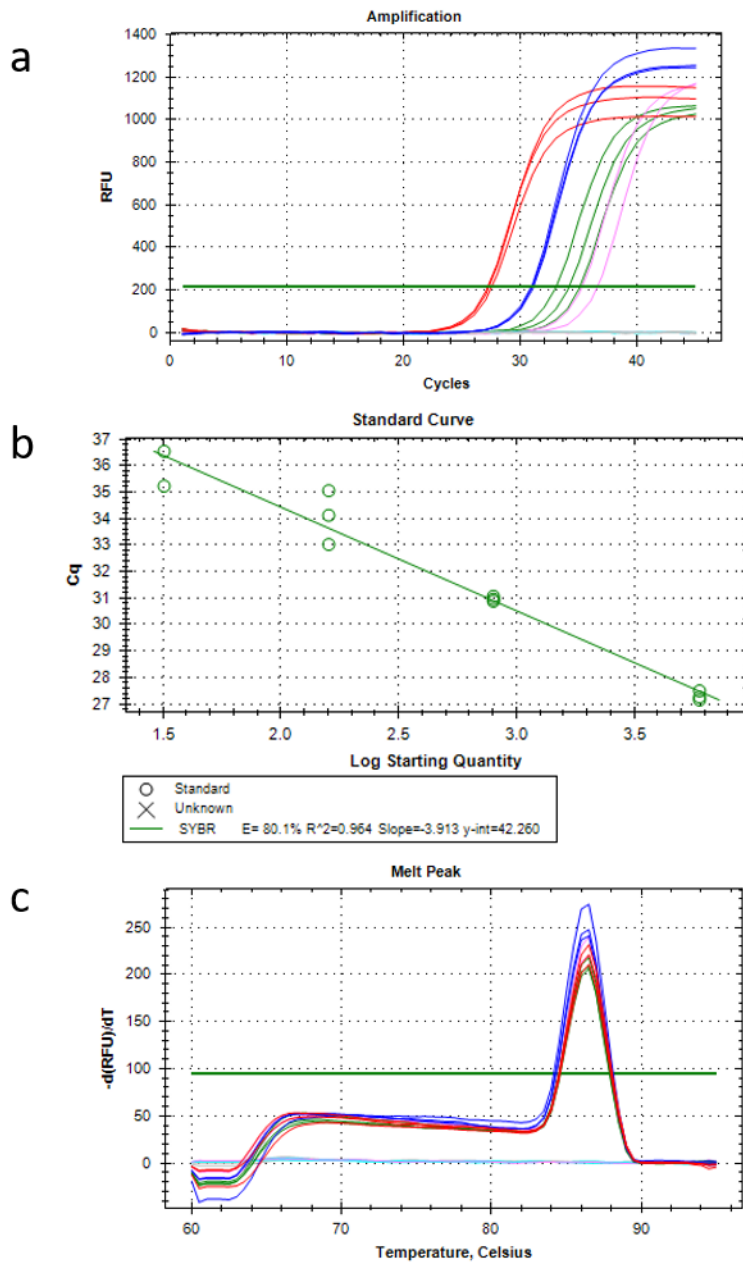 a
Amplification
1400
1200
1000
800
600
400
200
0
RFU
0 10 20 30 40
Cycles
b
Standard Curve
37
36
35
34
33
32
31
30
29
28
27
Cq
1.5 2.0 2.5 3.0 3.5
Log Starting Quantity
Standard
Unknown
SYBR E= 80.1% R^2=0.964 Slope=-3.913 y-int=42.260
c
Melt Peak
250
200
150
100
50
0
-d(RFU)/dT
60 70 80 90
Temperature, Celsius